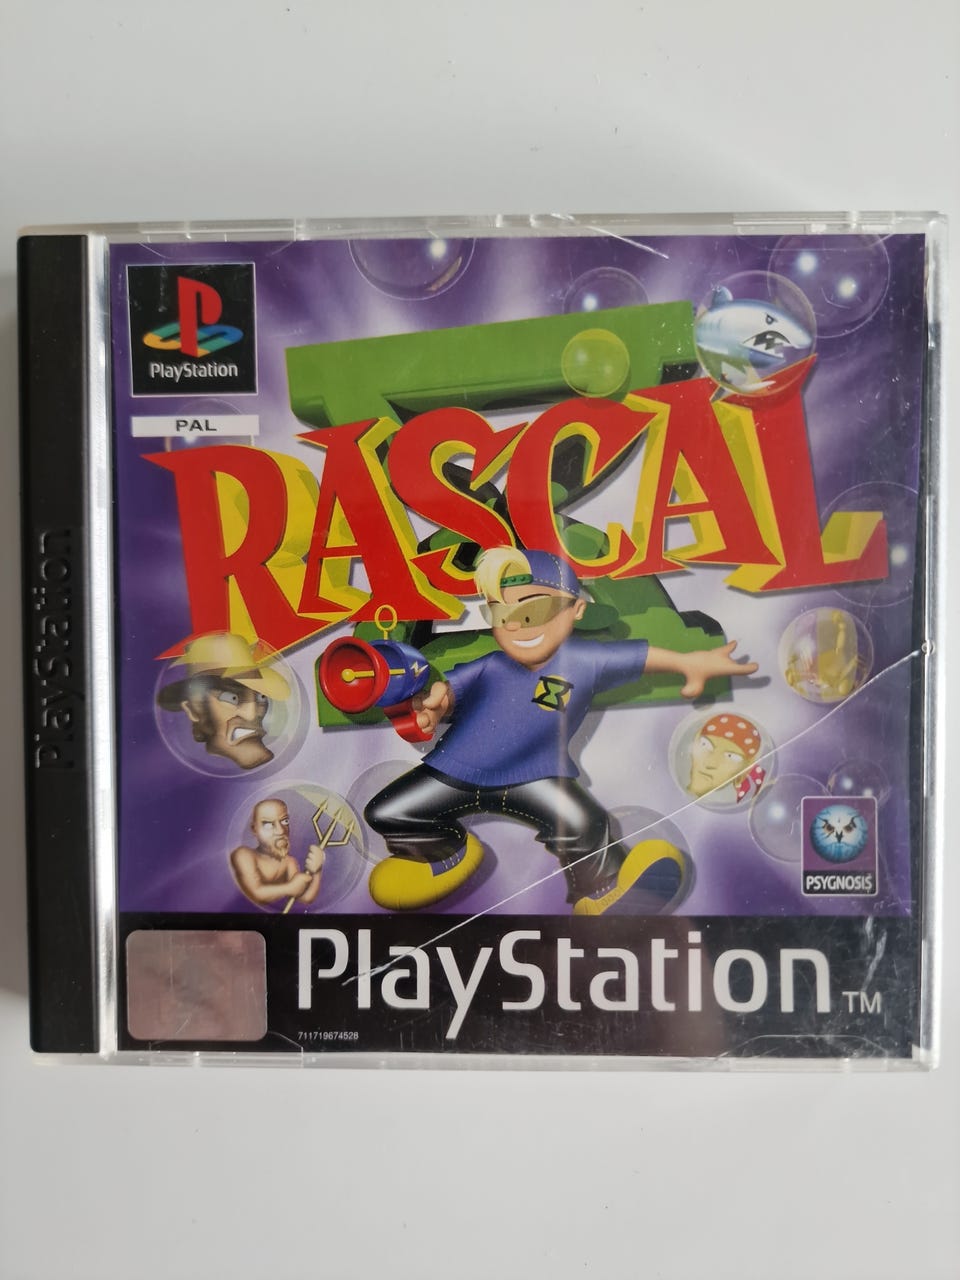 PlayStation
PAL
RASCAL
PlayStation
PSYGNOSIS
PlayStation TM
711719674528